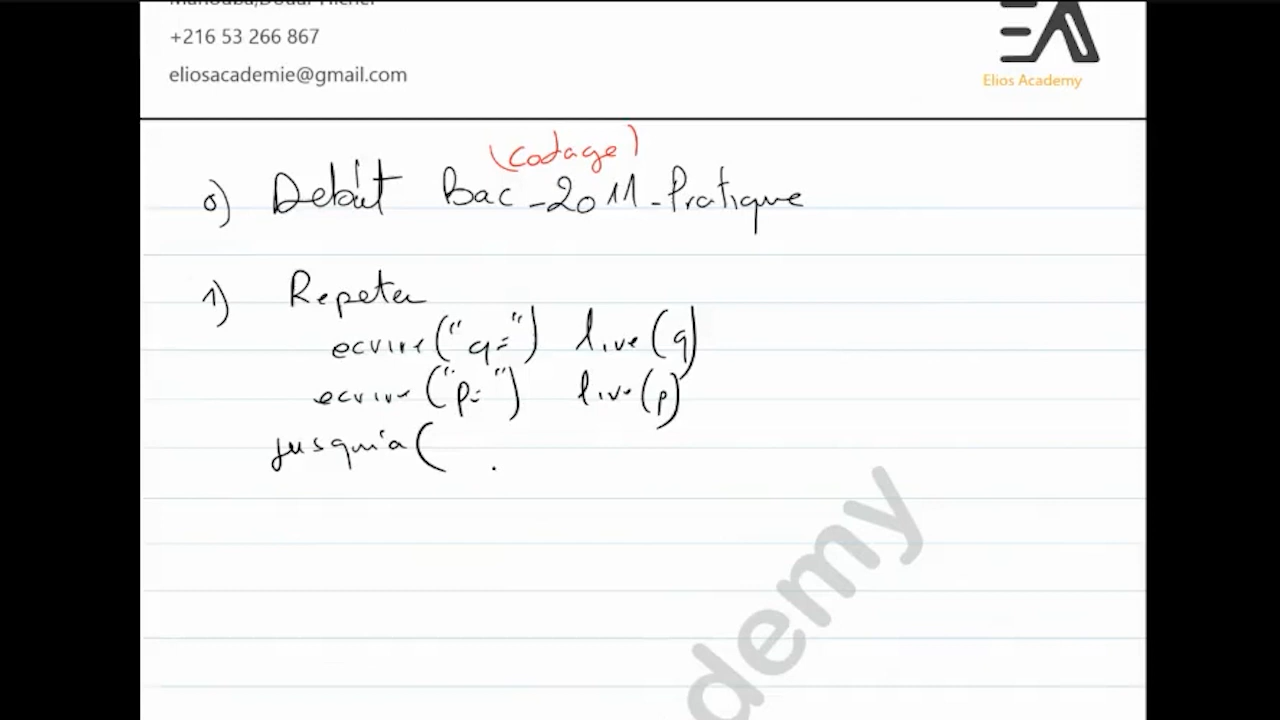 +216 53 266 867
eliosacademie@gmail.com
Elios Academy
(codage)
0) Debut Bac-2011-Pratique
1) Repeter
ecrire("q=") lire(q)
ecrire("p=") lire(p)
jusqu'a(
demy